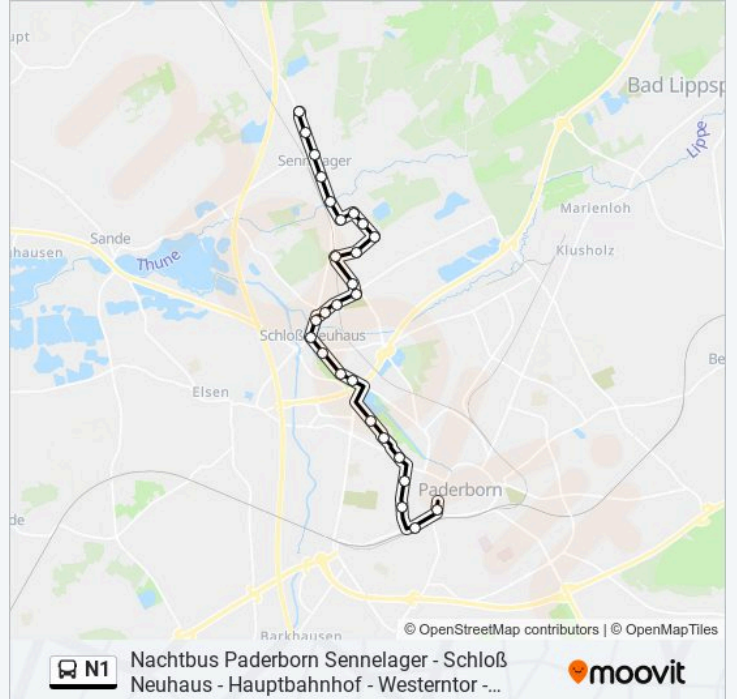 upt
Bad Lippsp
Lippe
Sennelager
Marienloh
Sande
hausen
Thune
Klusholz
Schloß Neuhaus
Be
Elsen
Paderborn
de
Barkhausen
© OpenStreetMap contributors | © OpenMapTiles
N1
Nachtbus Paderborn Sennelager - Schloß
Neuhaus - Hauptbahnhof - Westerntor -...
moovit